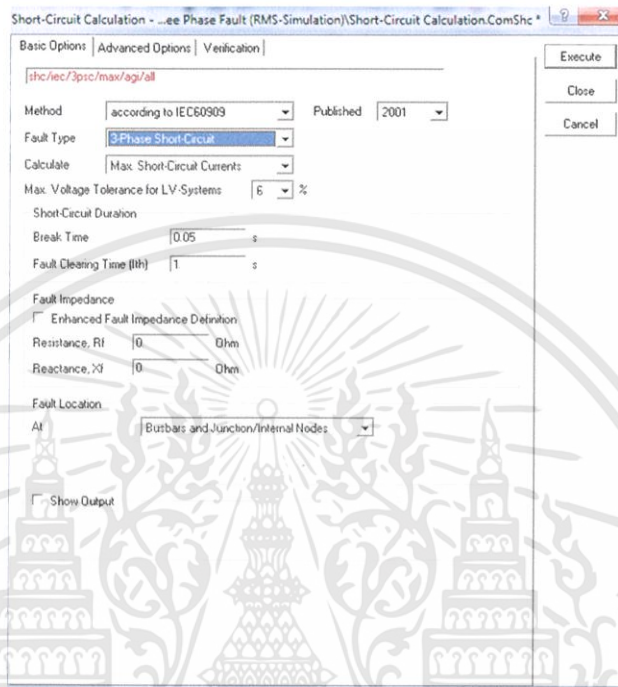 Short-Circuit Calculation - ...ee Phase Fault (RMS-Simulation)\Short-Circuit Calculation.ComShc *
Basic Options Advanced Options Verification
Execute
Close
Cancel
shc/iec/3psc/max/agi/all
Method according to IEC60909 Published 2001
Fault Type 3-Phase Short-Circuit
Calculate Max. Short-Circuit Currents
Max. Voltage Tolerance for LV-Systems 6 %
Short-Circuit Duration
Break Time 0.05 s
Fault Clearing Time (Ith) 1 s
Fault Impedance
Enhanced Fault Impedance Definition
Resistance, Rf 0 Ohm
Reactance, Xf 0 Ohm
Fault Location
At Busbars and Junction/Internal Nodes
Show Output